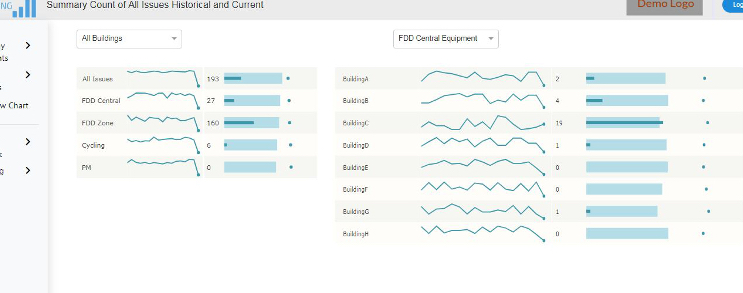 NG
Summary Count of All Issues Historical and Current
Demo Logo
Log
y
ts
s
w Chart
k
g
All Buildings
FDD Central Equipment
All Issues 193
FDD Central 27
FDD Zone 160
Cycling 6
PM 0
BuildingA 2
BuildingB 4
BuildingC 19
BuildingD 1
BuildingE 0
BuildingF 0
BuildingG 1
BuildingH 0